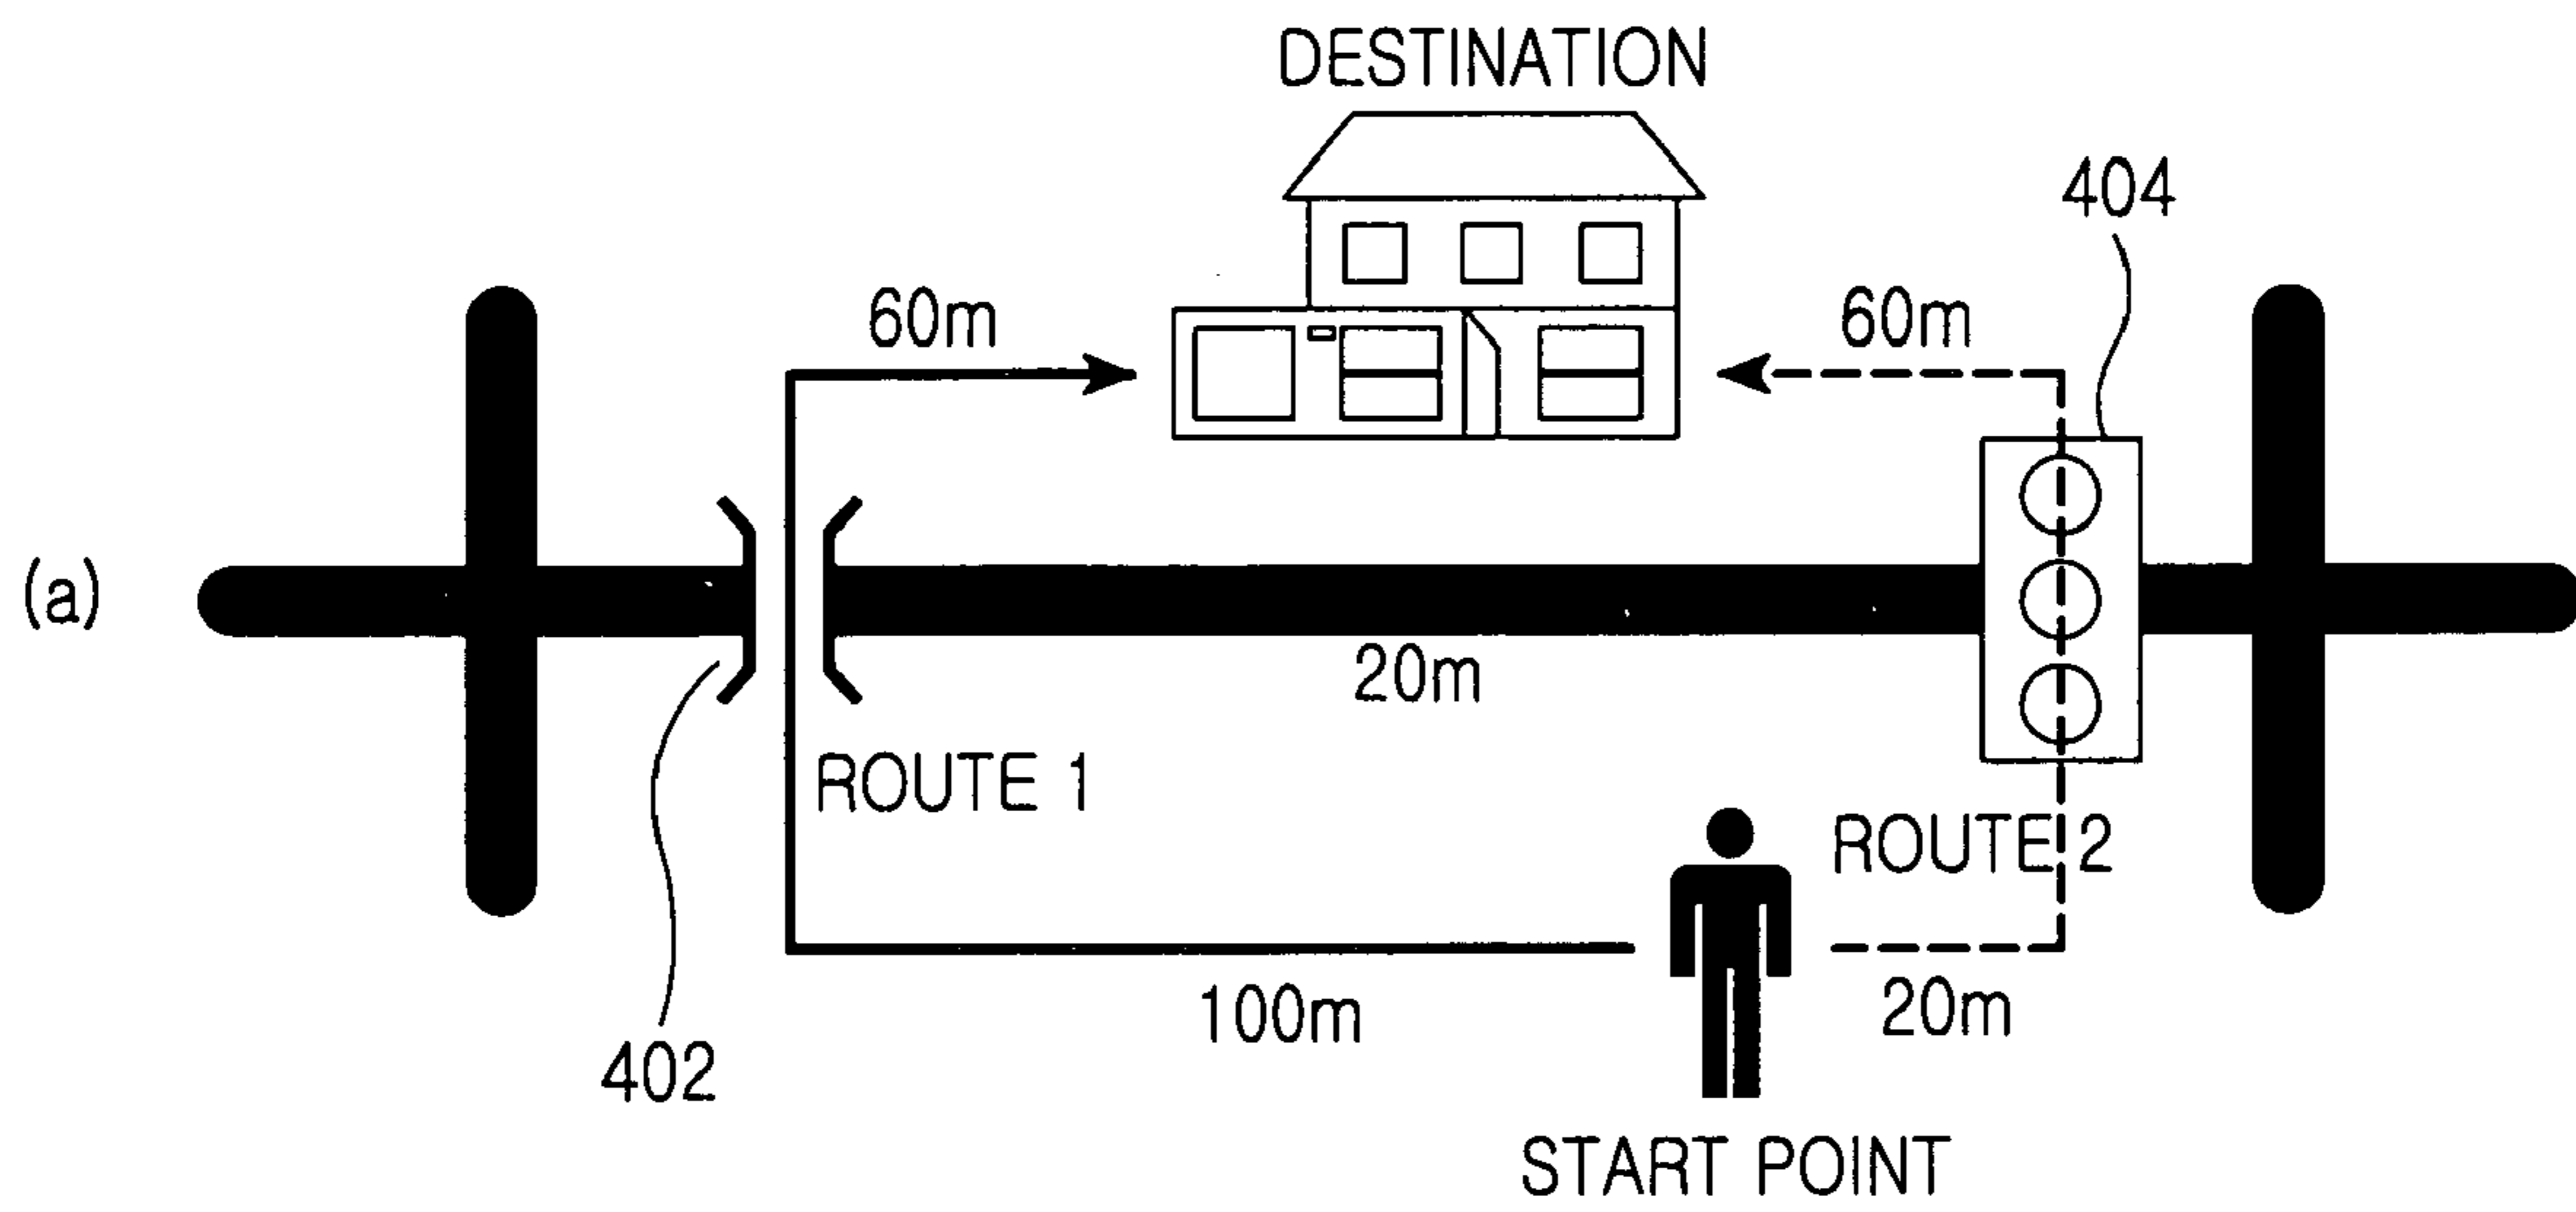 DESTINATION
404
60m
60m
(a)
20m
ROUTE 1
ROUTE 2
100m
20m
402
START POINT